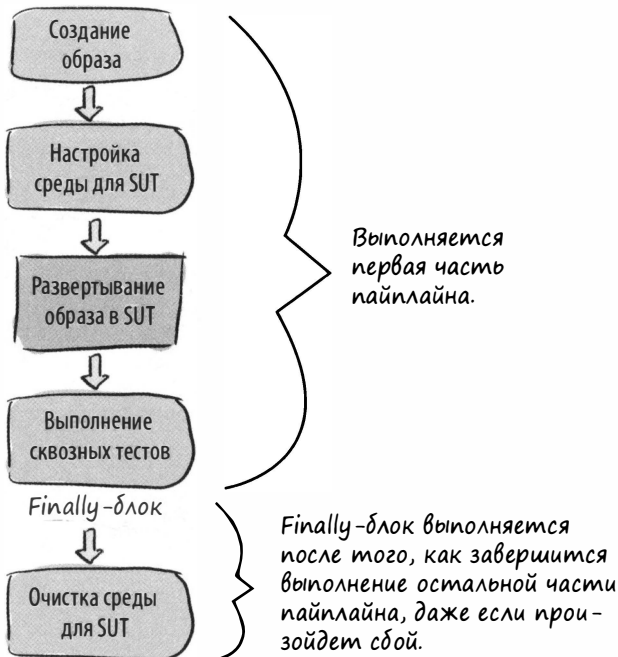 Создание
образа
Настройка
среды для SUT
Развертывание
образа в SUT
Выполнение
сквозных тестов
Выполняется
первая часть
пайплайна.
Finally-блок
Очистка среды
для SUT
Finally-блок выполняется
после того, как завершится
выполнение остальной части
пайплайна, даже если прои-
зойдет сбой.